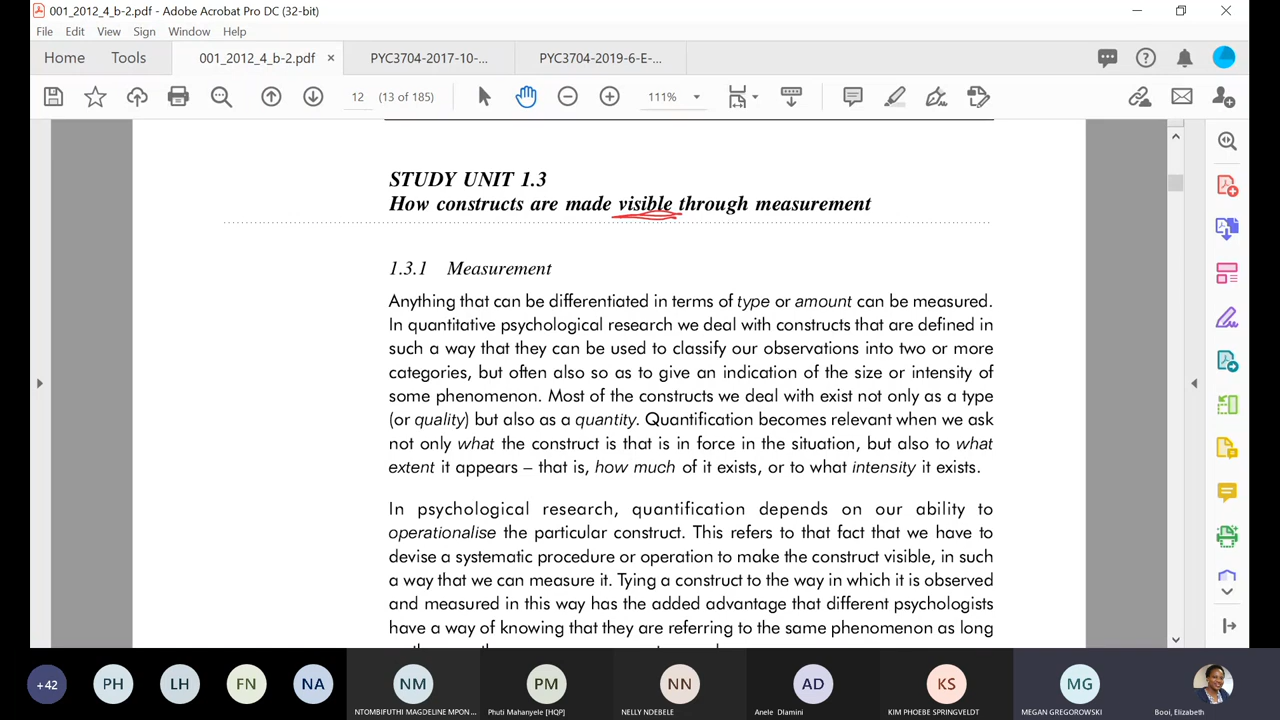 001_2012_4_b-2.pdf - Adobe Acrobat Pro DC (32-bit)
File Edit View Sign Window Help
Home Tools 001_2012_4_b-2.pdf × PYC3704-2017-10-... PYC3704-2019-6-E-...
12 (13 of 185) 111%
STUDY UNIT 1.3
How constructs are made visible through measurement
1.3.1 Measurement
Anything that can be differentiated in terms of type or amount can be measured.
In quantitative psychological research we deal with constructs that are defined in
such a way that they can be used to classify our observations into two or more
categories, but often also so as to give an indication of the size or intensity of
some phenomenon. Most of the constructs we deal with exist not only as a type
(or quality) but also as a quantity. Quantification becomes relevant when we ask
not only what the construct is that is in force in the situation, but also to what
extent it appears – that is, how much of it exists, or to what intensity it exists.
In psychological research, quantification depends on our ability to
operationalise the particular construct. This refers to that fact that we have to
devise a systematic procedure or operation to make the construct visible, in such
a way that we can measure it. Tying a construct to the way in which it is observed
and measured in this way has the added advantage that different psychologists
have a way of knowing that they are referring to the same phenomenon as long
+42 PH LH FN NA NM PM NN AD KS MG
NTOMBIFUTHI MAGDELINE MPON ... Phuti Mahanyele [HQP] NELLY NDEBELE Anele Dlamini KIM PHOEBE SPRINGVELDT MEGAN GREGOROWSKI Booi, Elizabeth